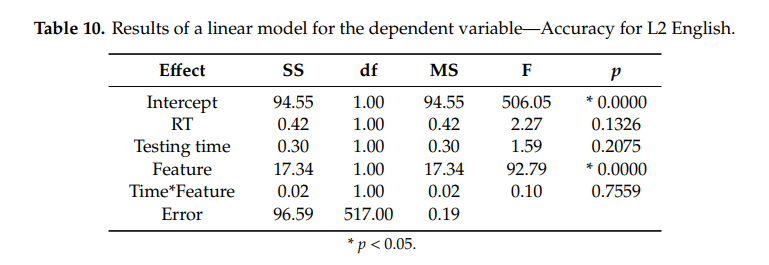 Table 10. Results of a linear model for the dependent variable—Accuracy for L2 English.
Effect SS df MS F p
Intercept 94.55 1.00 94.55 506.05 * 0.0000
RT 0.42 1.00 0.42 2.27 0.1326
Testing time 0.30 1.00 0.30 1.59 0.2075
Feature 17.34 1.00 17.34 92.79 * 0.0000
Time*Feature 0.02 1.00 0.02 0.10 0.7559
Error 96.59 517.00 0.19
* p < 0.05.